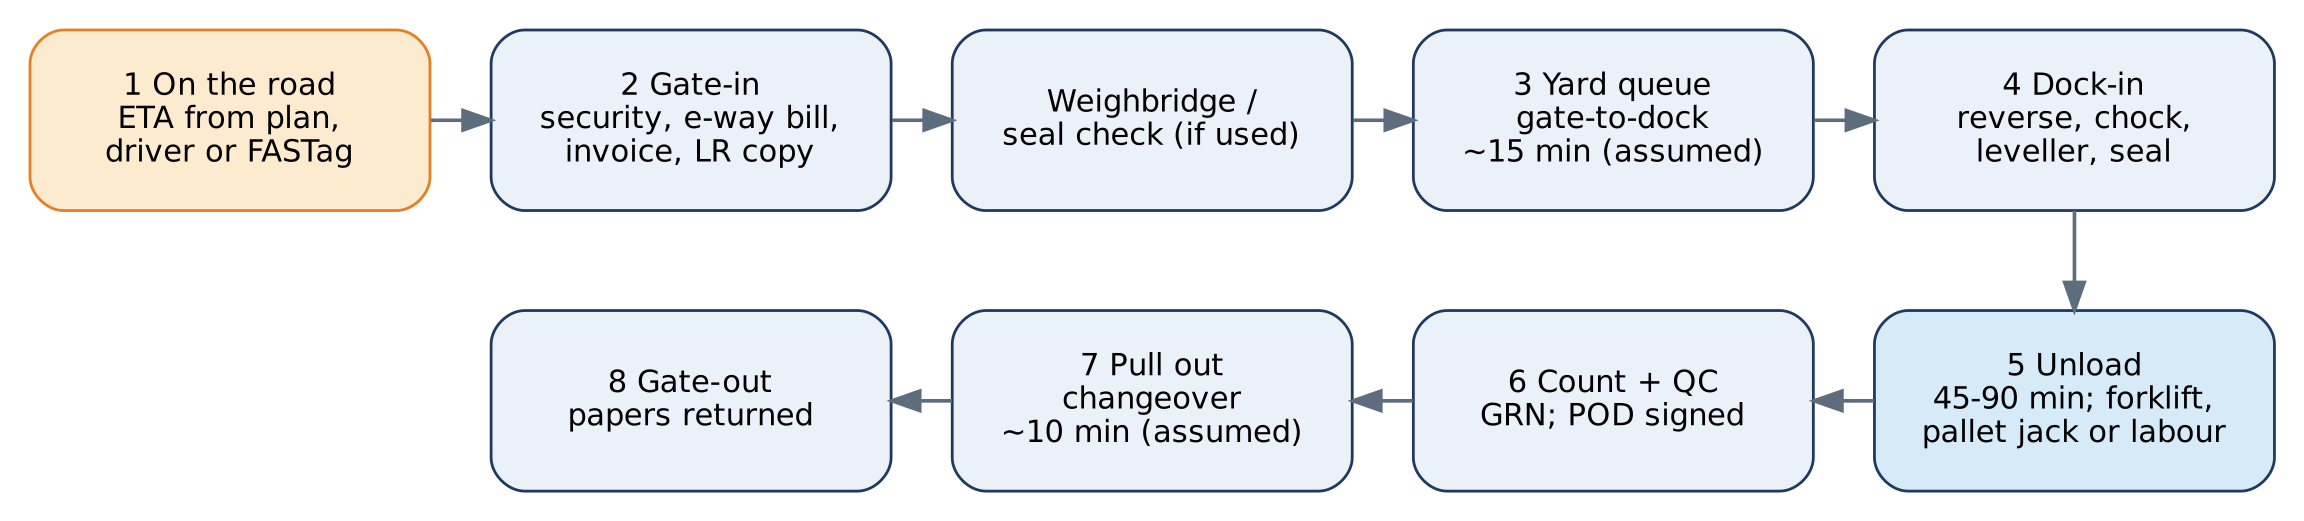 1 On the road
ETA from plan,
driver or FASTag
2 Gate-in
security, e-way bill,
invoice, LR copy
Weighbridge /
seal check (if used)
3 Yard queue
gate-to-dock
~15 min (assumed)
4 Dock-in
reverse, chock,
leveller, seal
5 Unload
45-90 min; forklift,
pallet jack or labour
6 Count + QC
GRN; POD signed
7 Pull out
changeover
~10 min (assumed)
8 Gate-out
papers returned